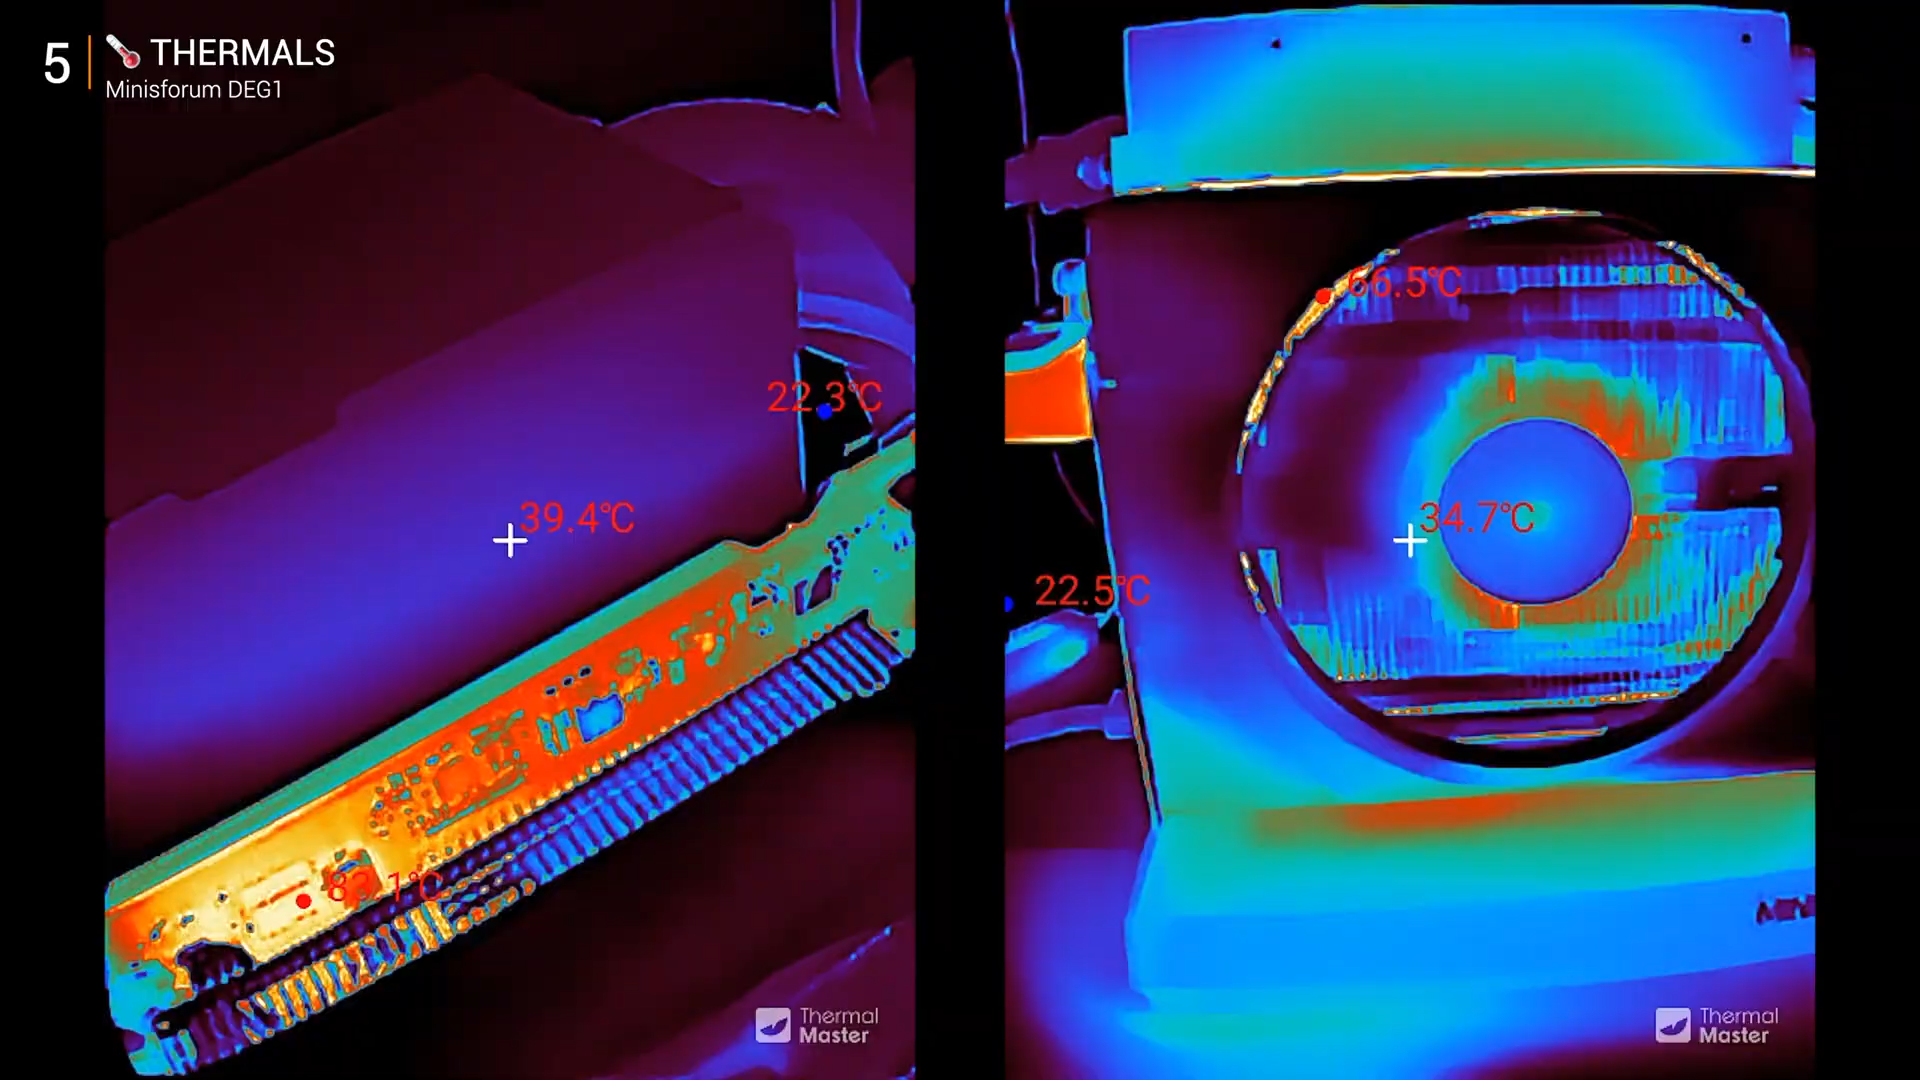 5
THERMALS
Minisforum DEG1
22.3℃
39.4℃
66.5℃
34.7℃
22.5℃
Thermal
Master
Thermal
Master